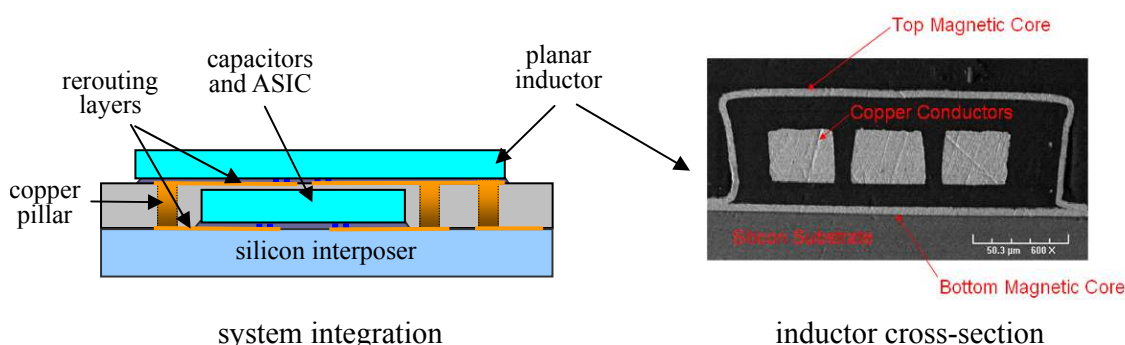 rerouting
layers
capacitors
and ASIC
planar
inductor
copper
pillar
silicon interposer
system integration
Top Magnetic Core
Copper Conductors
Silicon Substrate
50.3 µm 600 X
Bottom Magnetic Core
inductor cross-section